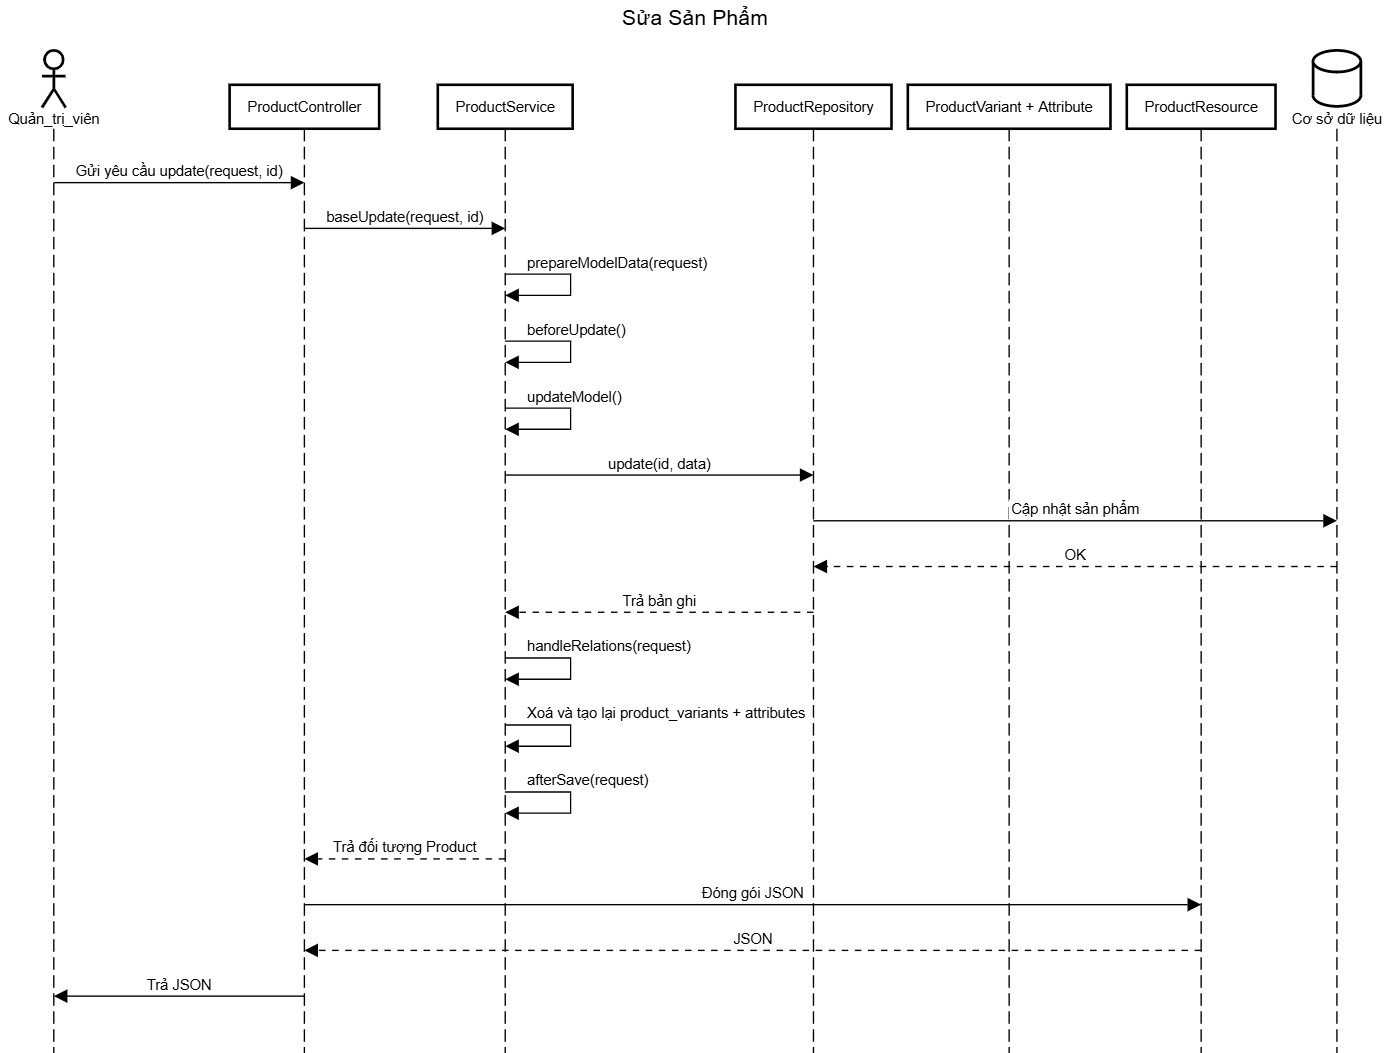 Sửa Sản Phẩm
Quản_trị_viên
ProductController
ProductService
ProductRepository
ProductVariant + Attribute
ProductResource
Cơ sở dữ liệu
Gửi yêu cầu update(request, id)
baseUpdate(request, id)
prepareModelData(request)
beforeUpdate()
updateModel()
update(id, data)
Cập nhật sản phẩm
OK
Trả bản ghi
handleRelations(request)
Xoá và tạo lại product_variants + attributes
afterSave(request)
Trả đối tượng Product
Đóng gói JSON
JSON
Trả JSON